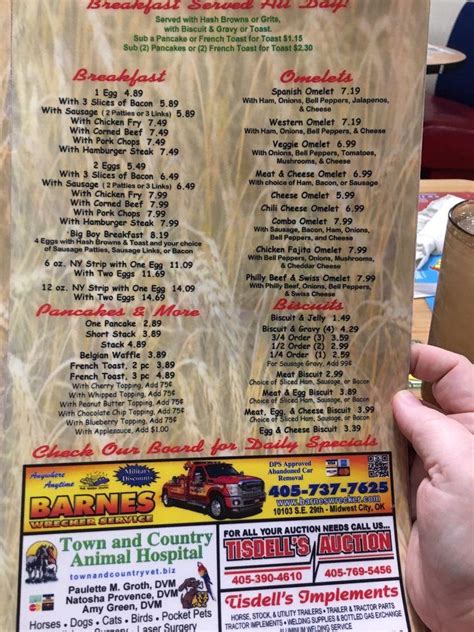 Breakfast Served All Day!
Served with Hash Browns or Grits,
with Biscuit & Gravy or Toast.
Sub a Pancake or French Toast for Toast $1.15
Sub (2) Pancakes or (2) French Toast for Toast $2.30
Breakfast
1 Egg 4.89
With 3 Slices of Bacon 5.89
With Sausage ( 2 Patties or 3 Links) 5.89
With Chicken Fry 7.49
With Corned Beef 7.49
With Pork Chops 7.49
With Hamburger Steak 7.49
2 Eggs 5.49
With 3 Slices of Bacon 6.49
With Sausage ( 2 Patties or 3 Links) 6.49
With Chicken Fry 7.99
With Corned Beef 7.99
With Pork Chops 7.99
With Hamburger Steak 7.99
"Big Boy Breakfast" 8.19
4 Eggs with Hash Browns & Toast and your choice
of Sausage Patties, Sausage Links, or Bacon
6 oz. NY Strip with One Egg 11.09
With Two Eggs 11.69
12 oz. NY Strip with One Egg 14.09
With Two Eggs 14.69
Pancakes & More
One Pancake 2.89
Short Stack 3.89
Stack 4.89
Belgian Waffle 3.89
French Toast, 2 pc 3.89
French Toast, 3 pc 4.89
With Cherry Topping, Add 75¢
With Whipped Topping, Add 75¢
With Peanut Butter Topping, Add 75¢
With Chocolate Chip Topping, Add 75¢
With Blueberry Topping, Add 75¢
With Applesauce, Add $1.00
Omelets
Spanish Omelet 7.19
With Ham, Onions, Bell Peppers, Jalapenos,
& Cheese
Western Omelet 7.19
With Ham, Onions, Bell Peppers, & Cheese
Veggie Omelet 6.99
With Onions, Bell Peppers, Tomatoes,
Mushrooms, & Cheese
Meat & Cheese Omelet 6.99
With choice of Ham, Bacon, or Sausage
Cheese Omelet 5.99
Chili Cheese Omelet 6.99
Combo Omelet 7.99
With Sausage, Bacon, Ham, Onions,
Bell Peppers, and Cheese
Chicken Fajita Omelet 7.99
With Onions, Bell Peppers, Mushrooms,
& Cheddar Cheese
Philly Beef & Swiss Omelet 7.99
With Philly Beef, Onions, Bell Peppers,
& Swiss Cheese
Biscuits
Biscuit & Jelly 1.49
Biscuit & Gravy (4) 4.29
3/4 Order (3) 3.59
1/2 Order (2) 2.99
1/4 Order (1) 2.59
For Sausage Gravy, Add 99¢
Meat Biscuit 2.99
Choice of Sliced Ham, Sausage, or Bacon
Meat & Egg Biscuit 3.89
Choice of Sliced Ham, Sausage, or Bacon
Meat, Egg, & Cheese Biscuit 3.99
Egg & Cheese Biscuit 3.39
Check Our Board for Daily Specials
Anywhere
Anytime
Military
Discounts
BARNES
WRECKER SERVICE
DPS Approved
Abandoned Car
Removal
405-737-7625
www.barneswrecker.com
10103 S.E. 29th - Midwest City, OK
Town and Country
Animal Hospital
townandcountryvet.biz
Paulette M. Groth, DVM
Natosha Provence, DVM
Amy Green, DVM
Horses • Dogs • Cats • Birds • Pocket Pets
Laser Surgery
FOR ALL YOUR AUCTION NEEDS CALL US...
TISDELL'S AUCTION
405-390-4610
405-769-5456
Tisdell's Implements
HORSE, STOCK & UTILITY TRAILERS • TRAILER & TRACTOR PARTS
TRACTOR IMPLEMENTS • WELDING SUPPLIES & BOTTLED GAS EXCHANGE
ALUMINUM WELDING SERVICE